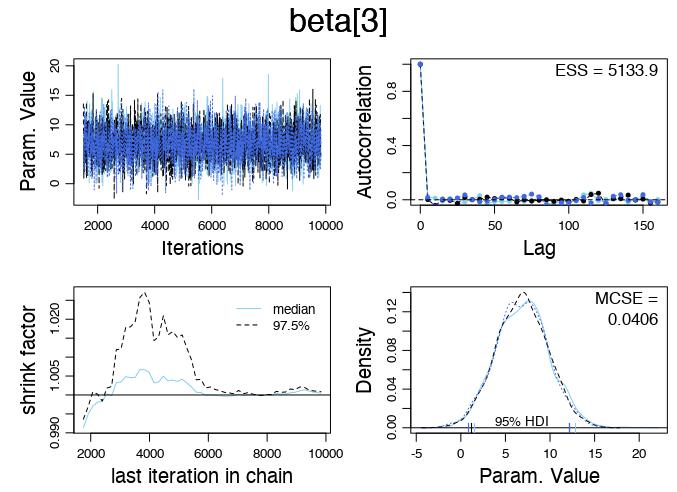 beta[3]
Param. Value
20
15
10
5
0
2000 4000 6000 8000 10000
Iterations
Autocorrelation
ESS = 5133.9
0.8
0.4
0.0
0 50 100 150
Lag
shrink factor
median
97.5%
1.020
1.005
0.990
2000 4000 6000 8000 10000
last iteration in chain
Density
MCSE =
0.0406
0.12
0.08
0.04
0.00
95% HDI
-5 0 5 10 15 20
Param. Value